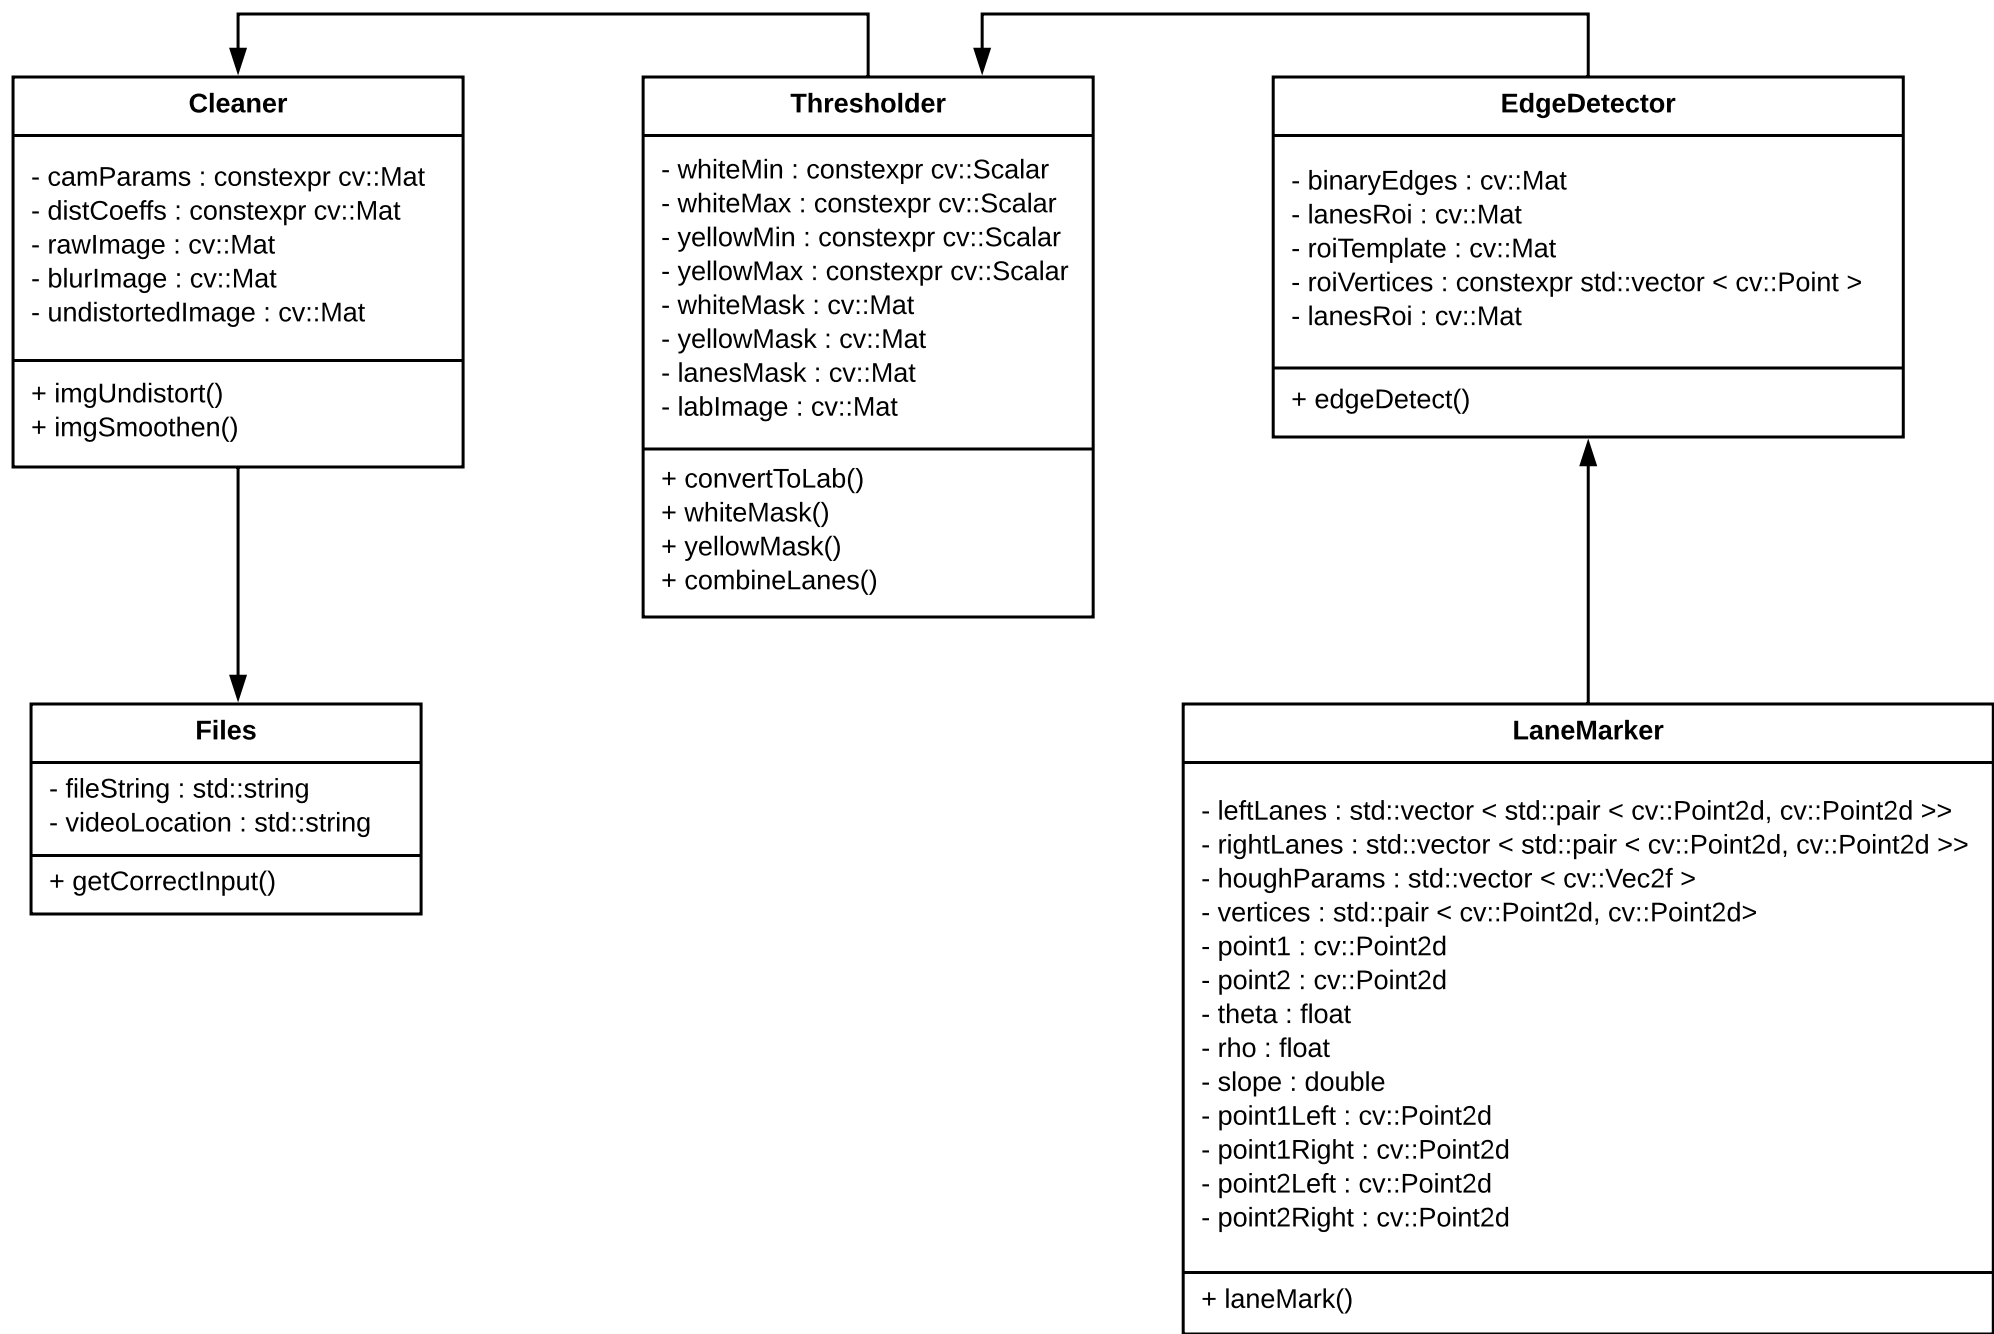 Cleaner
- camParams : constexpr cv::Mat
- distCoeffs : constexpr cv::Mat
- rawImage : cv::Mat
- blurImage : cv::Mat
- undistortedImage : cv::Mat
+ imgUndistort()
+ imgSmoothen()
Thresholder
- whiteMin : constexpr cv::Scalar
- whiteMax : constexpr cv::Scalar
- yellowMin : constexpr cv::Scalar
- yellowMax : constexpr cv::Scalar
- whiteMask : cv::Mat
- yellowMask : cv::Mat
- lanesMask : cv::Mat
- labImage : cv::Mat
+ convertToLab()
+ whiteMask()
+ yellowMask()
+ combineLanes()
EdgeDetector
- binaryEdges : cv::Mat
- lanesRoi : cv::Mat
- roiTemplate : cv::Mat
- roiVertices : constexpr std::vector < cv::Point >
- lanesRoi : cv::Mat
+ edgeDetect()
Files
- fileString : std::string
- videoLocation : std::string
+ getCorrectInput()
LaneMarker
- leftLanes : std::vector < std::pair < cv::Point2d, cv::Point2d >>
- rightLanes : std::vector < std::pair < cv::Point2d, cv::Point2d >>
- houghParams : std::vector < cv::Vec2f >
- vertices : std::pair < cv::Point2d, cv::Point2d>
- point1 : cv::Point2d
- point2 : cv::Point2d
- theta : float
- rho : float
- slope : double
- point1Left : cv::Point2d
- point1Right : cv::Point2d
- point2Left : cv::Point2d
- point2Right : cv::Point2d
+ laneMark()